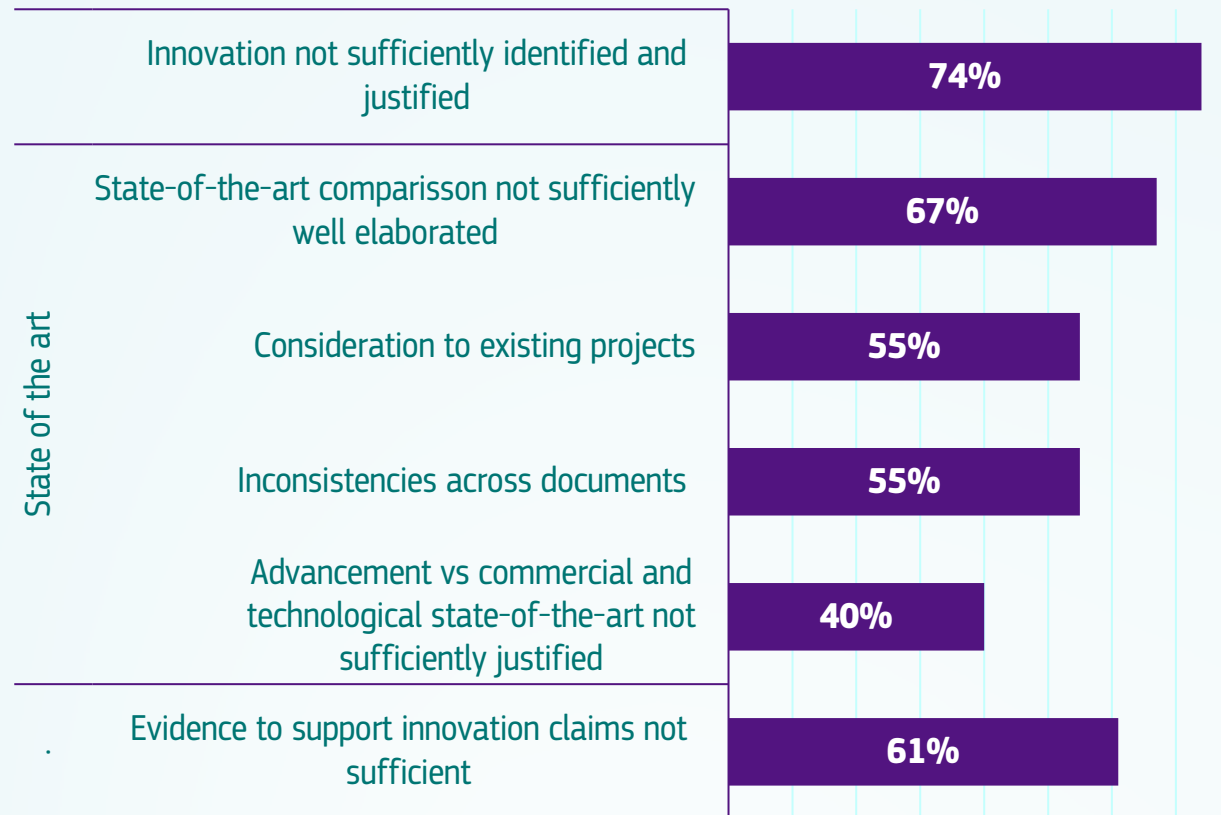 Innovation not sufficiently identified and
justified
74%
State of the art
State-of-the-art comparisson not sufficiently
well elaborated
67%
Consideration to existing projects
55%
Inconsistencies across documents
55%
Advancement vs commercial and
technological state-of-the-art not
sufficiently justified
40%
.
Evidence to support innovation claims not
sufficient
61%